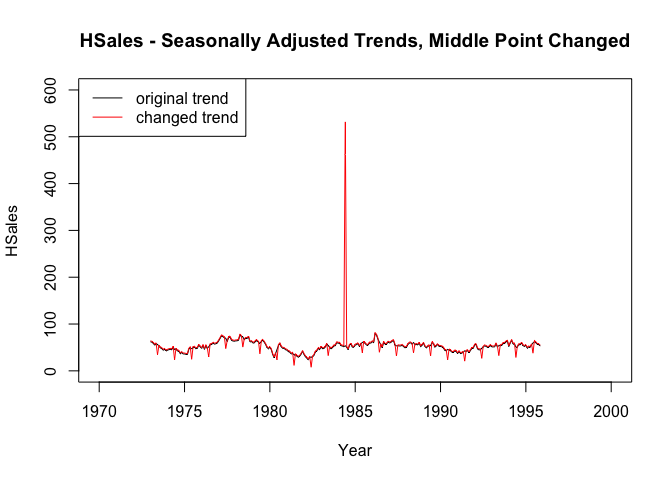 HSales - Seasonally Adjusted Trends, Middle Point Changed
original trend
changed trend
HSales
600
500
400
300
200
100
0
1970 1975 1980 1985 1990 1995 2000
Year